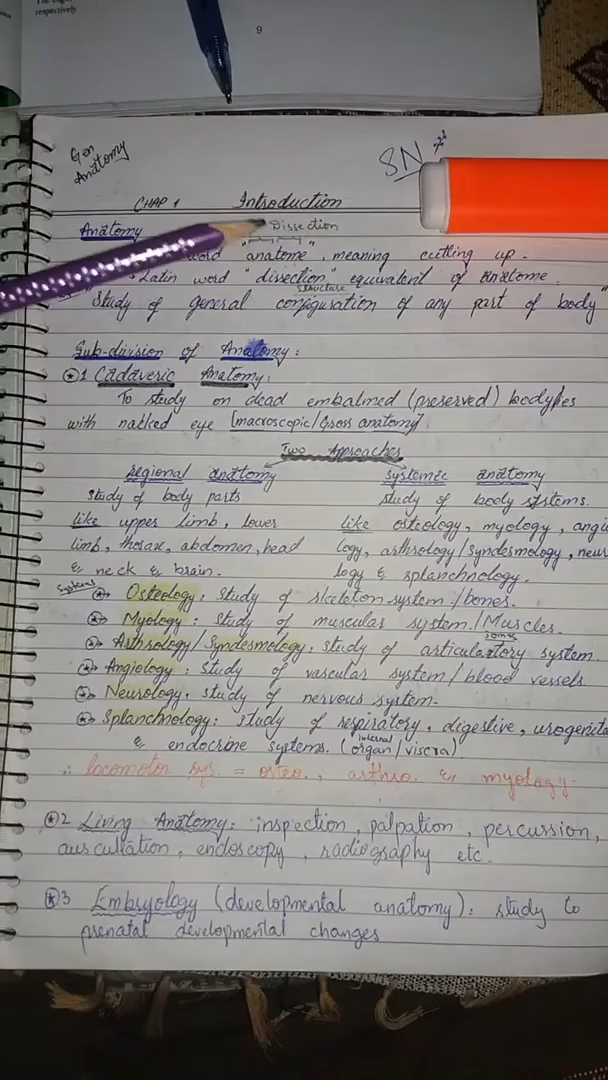 respectively
9
Gen
Anatomy
SN
CHAP 1 Introduction
Anatomy Dissection
word "anatome", meaning cutting up.
Latin word "dissection" equivalent of Anatome.
structure
"Study of general configuration of any part of body"
Sub-division of Anatomy:
1 Cadaveric Anatomy:
To study on dead embalmed (preserved) bodies
with naked eye [macroscopic/Gross anatomy]
Two Approaches
regional anatomy systemic anatomy
study of body parts study of body systems.
like upper limb, lower like osteology, myology, angio
limb, thorax, abdomen, head logy, arthrology/syndesmology, neur
& neck & brain. logy & splanchnology.
Systems Osteology: study of skeleton system/bones.
Myology: study of muscular system/Muscles.
joints
Arthrology/Syndesmology: study of articulatory system.
Angiology: study of vascular system/blood vessels
Neurology: study of nervous system.
Splanchnology: study of respiratory, digestive, urogenita
internal
& endocrine systems. (organ/viscra)
∴ locomotor sys. = osteo., arthro. & myology.
2 Living Anatomy: inspection, palpation, percussion,
auscultation, endoscopy, radiography etc.
3 Embryology (developmental anatomy): study to
prenatal developmental changes